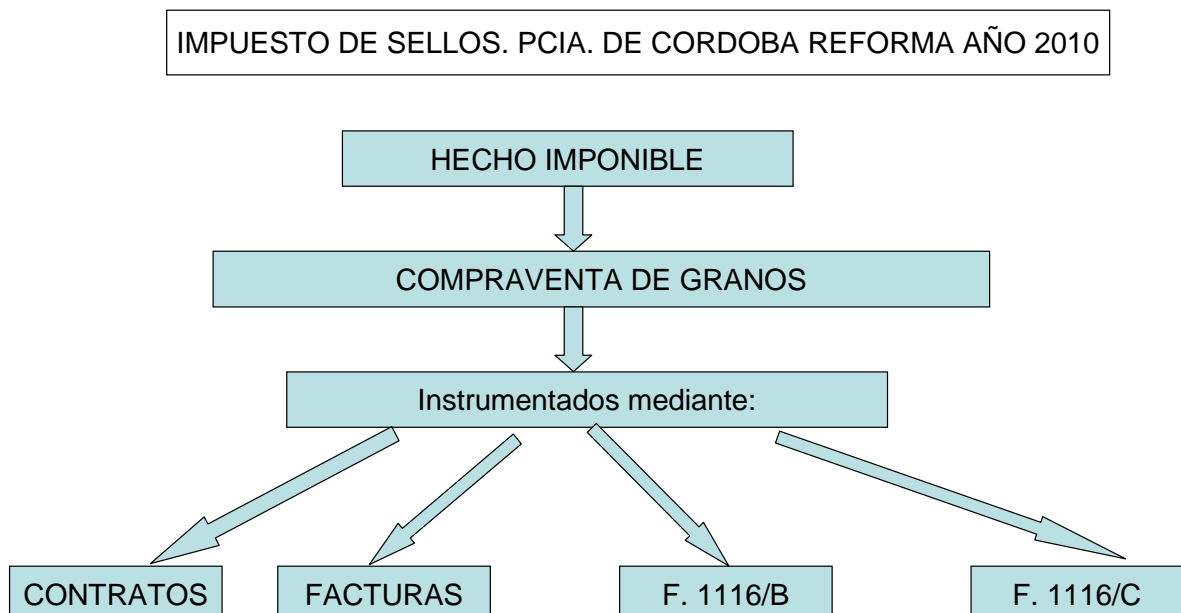 IMPUESTO DE SELLOS. PCIA. DE CORDOBA REFORMA AÑO 2010
HECHO IMPONIBLE
COMPRAVENTA DE GRANOS
Instrumentados mediante:
CONTRATOS
FACTURAS
F. 1116/B
F. 1116/C